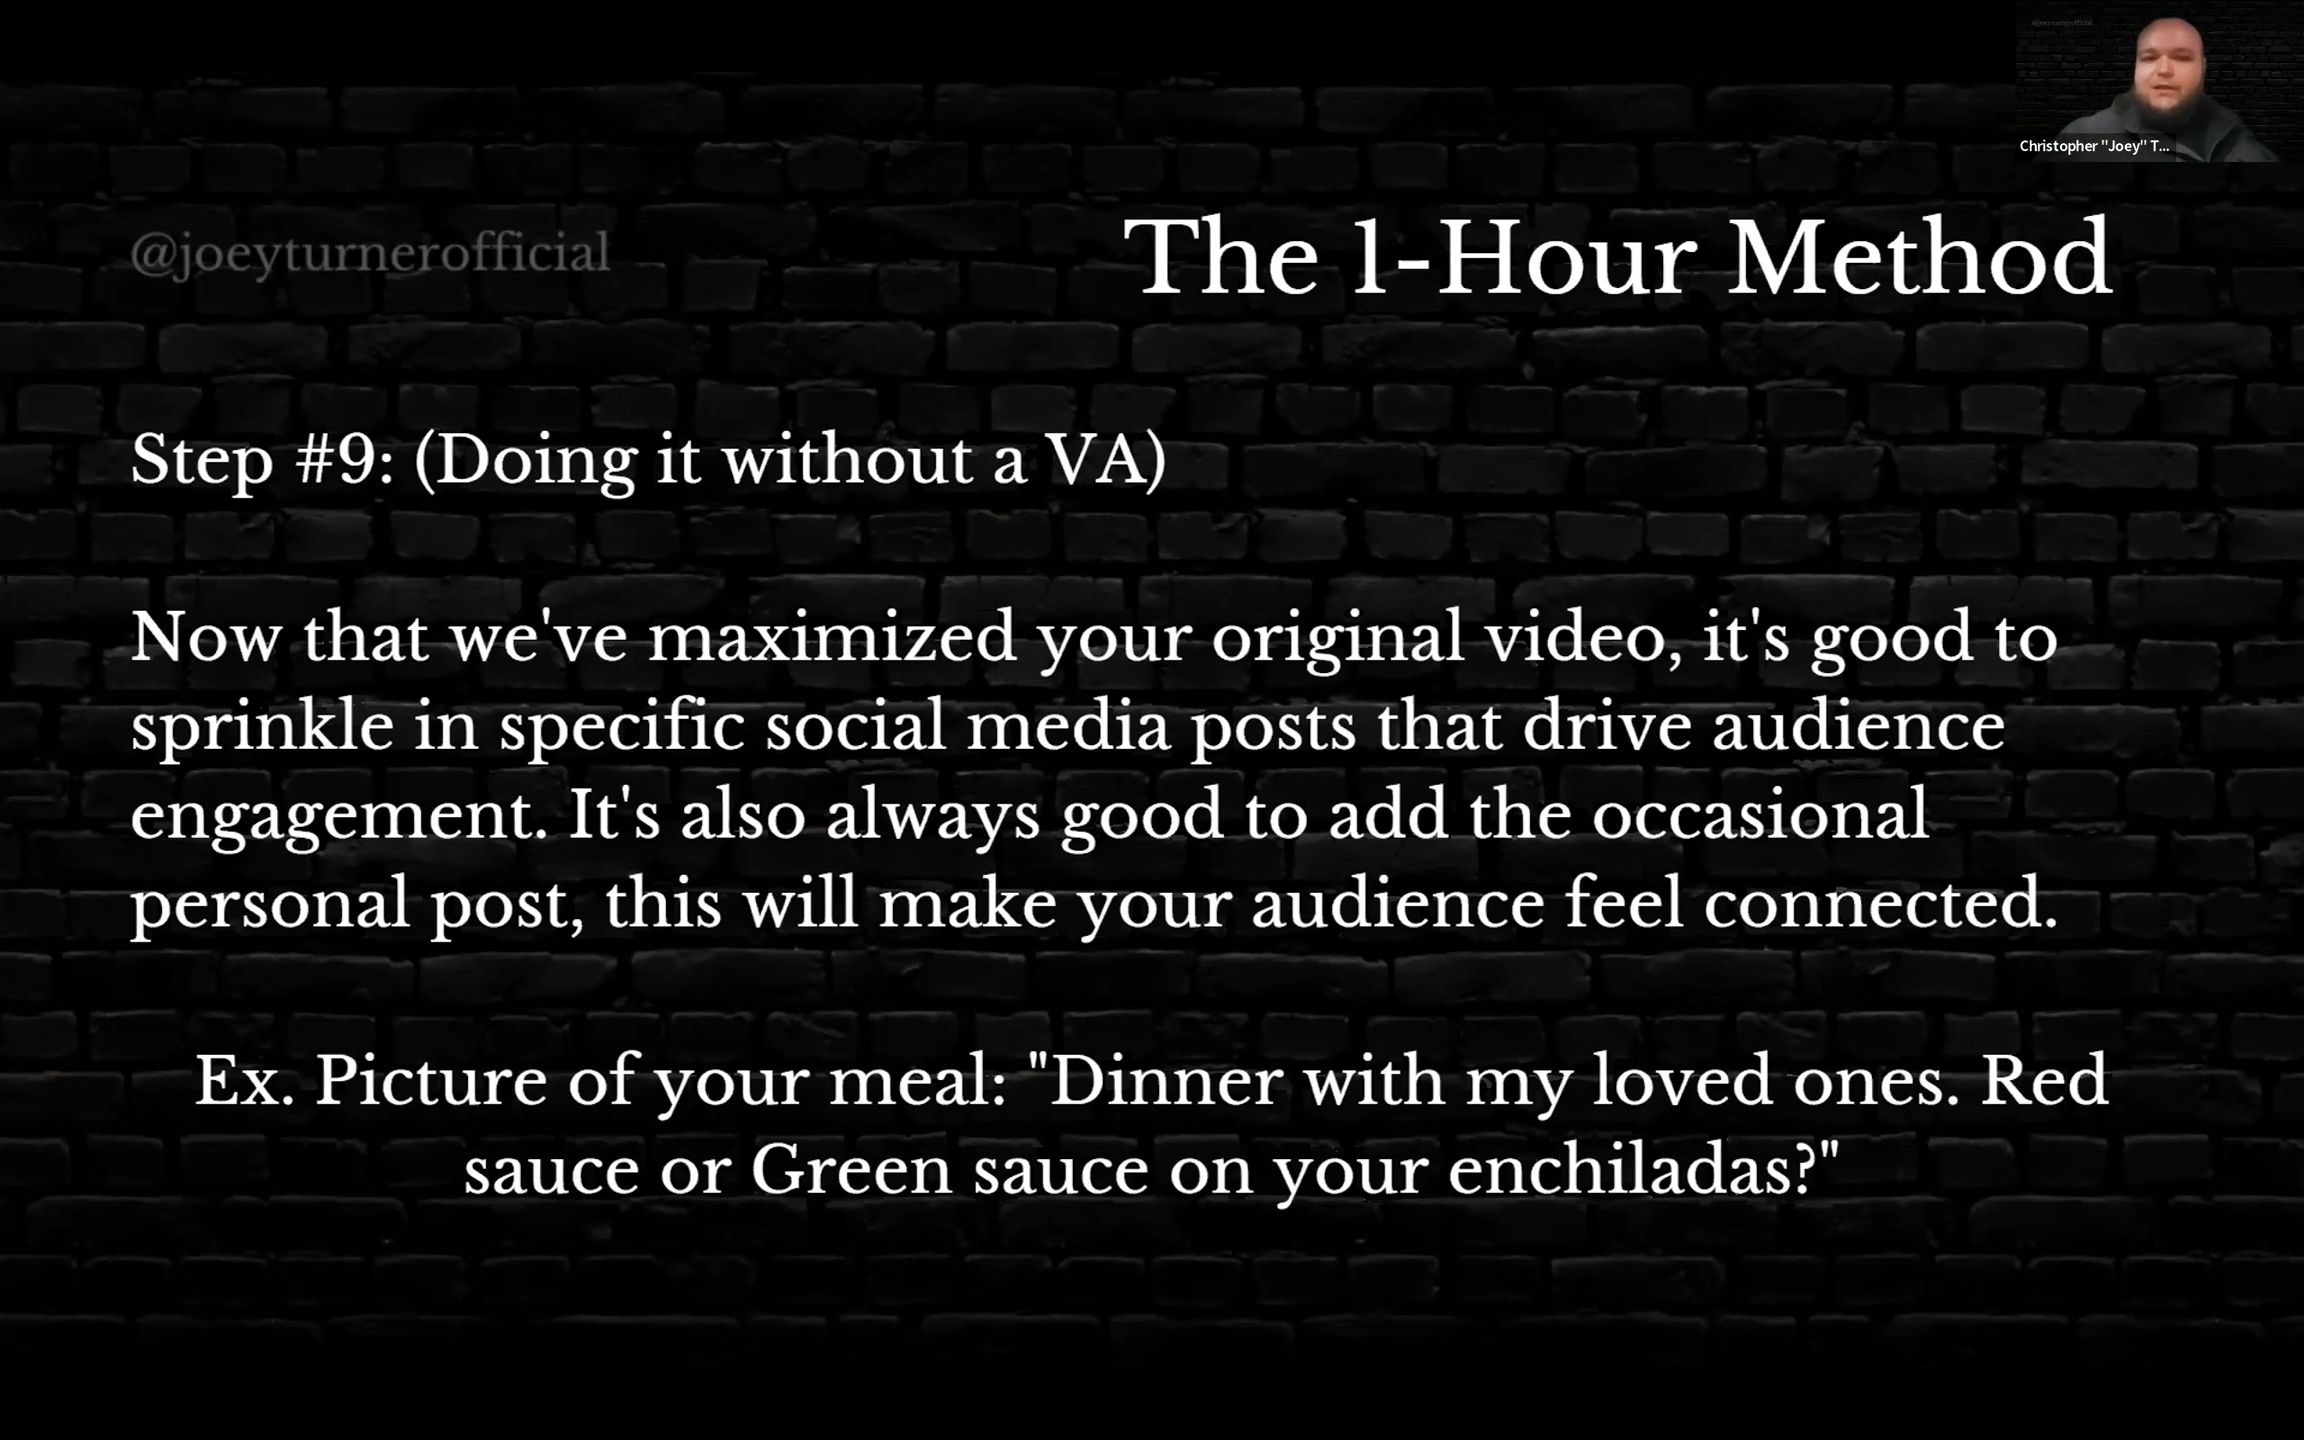 @joeyturnerofficial
Christopher "Joey" T...
@joeyturnerofficial
The 1-Hour Method
Step #9: (Doing it without a VA)
Now that we've maximized your original video, it's good to
sprinkle in specific social media posts that drive audience
engagement. It's also always good to add the occasional
personal post, this will make your audience feel connected.
Ex. Picture of your meal: "Dinner with my loved ones. Red
sauce or Green sauce on your enchiladas?"